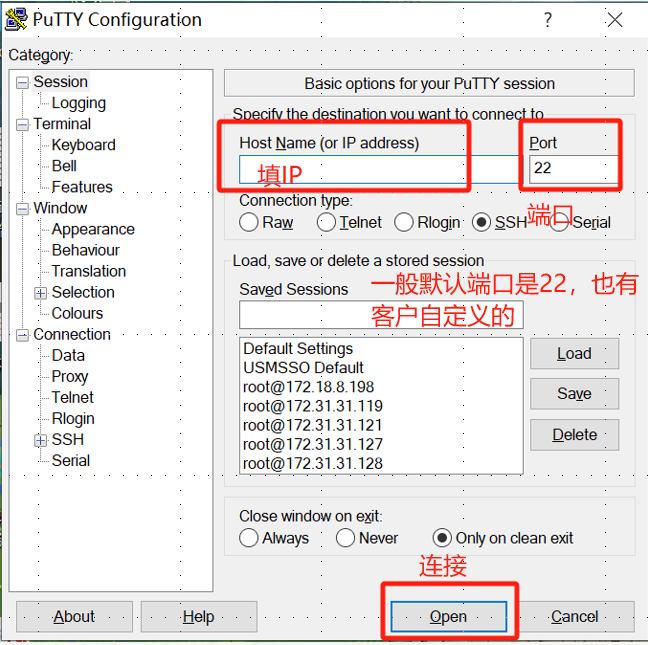 PuTTY Configuration
?
Category:
Session
Logging
Terminal
Keyboard
Bell
Features
Window
Appearance
Behaviour
Translation
Selection
Colours
Connection
Data
Proxy
Telnet
Rlogin
SSH
Serial
Basic options for your PuTTY session
Specify the destination you want to connect to
Host Name (or IP address)
Port
填IP
22
端口
Connection type:
Raw Telnet Rlogin SSH Serial
Load, save or delete a stored session
Saved Sessions
一般默认端口是22，也有
客户自定义的
Default Settings
USMSSO Default
root@172.18.8.198
root@172.31.31.119
root@172.31.31.121
root@172.31.31.127
root@172.31.31.128
Load
Save
Delete
Close window on exit:
Always Never Only on clean exit
连接
About Help Open Cancel